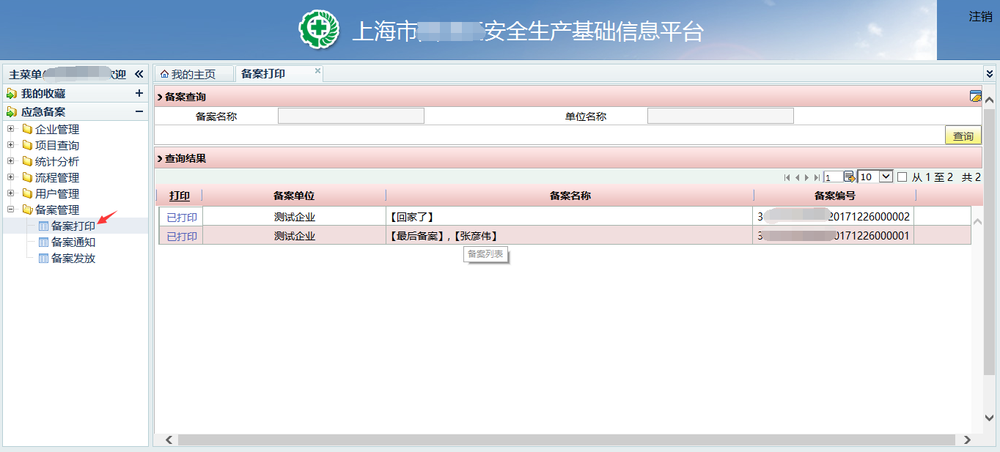 上海市 安全生产基础信息平台
注销
主菜单( 欢迎
我的收藏
应急备案
企业管理
项目查询
统计分析
流程管理
用户管理
备案管理
备案打印
备案通知
备案发放
我的主页 备案打印
备案查询
备案名称 单位名称
查询
查询结果
1 10 从 1 至 2 共 2
打印 备案单位 备案名称 备案编号
已打印 测试企业 【回家了】 3 20171226000002
已打印 测试企业 【最后备案】,【张彦伟】 3 0171226000001
备案列表